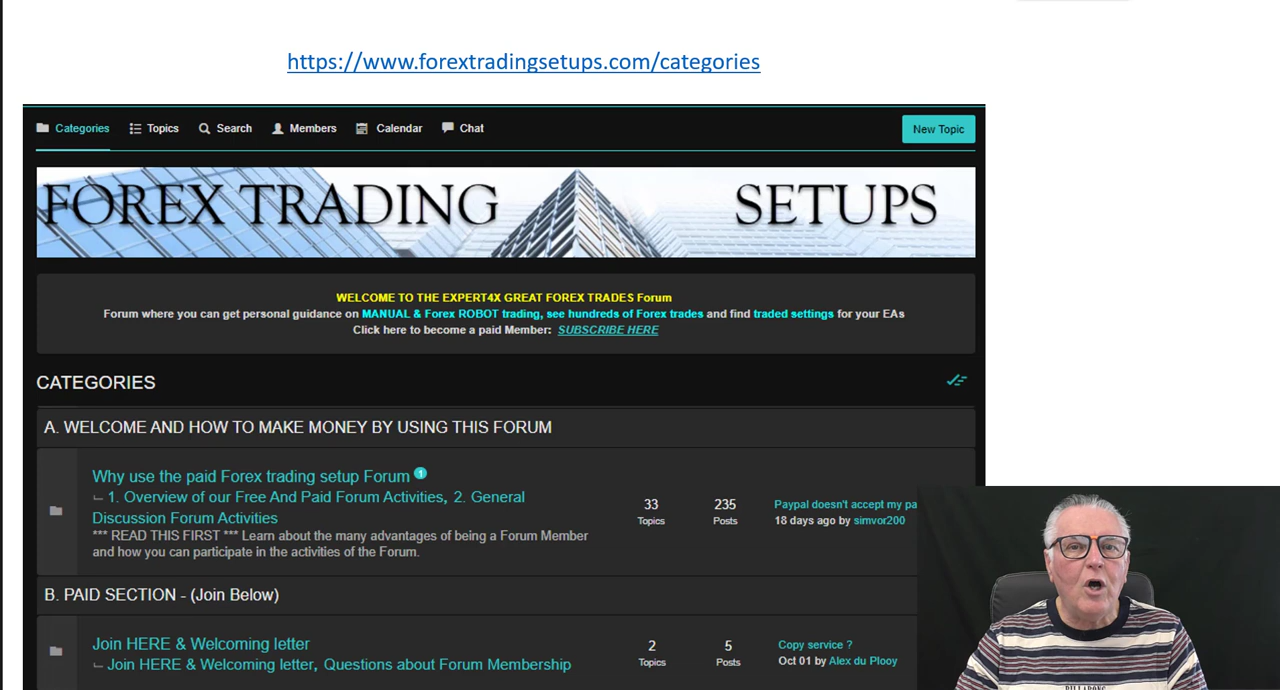 https://www.forextradingsetups.com/categories
Categories Topics Search Members Calendar Chat New Topic
FOREX TRADING SETUPS
WELCOME TO THE EXPERT4X GREAT FOREX TRADES Forum
Forum where you can get personal guidance on MANUAL & Forex ROBOT trading, see hundreds of Forex trades and find traded settings for your EAs
Click here to become a paid Member: SUBSCRIBE HERE
CATEGORIES
A. WELCOME AND HOW TO MAKE MONEY BY USING THIS FORUM
Why use the paid Forex trading setup Forum 1
1. Overview of our Free And Paid Forum Activities, 2. General
Discussion Forum Activities
*** READ THIS FIRST *** Learn about the many advantages of being a Forum Member
and how you can participate in the activities of the Forum.
33 235
Topics Posts
Paypal doesn't accept my pa
18 days ago by simvor200
B. PAID SECTION - (Join Below)
Join HERE & Welcoming letter
Join HERE & Welcoming letter, Questions about Forum Membership
2 5
Topics Posts
Copy service ?
Oct 01 by Alex du Plooy
BILLABONG